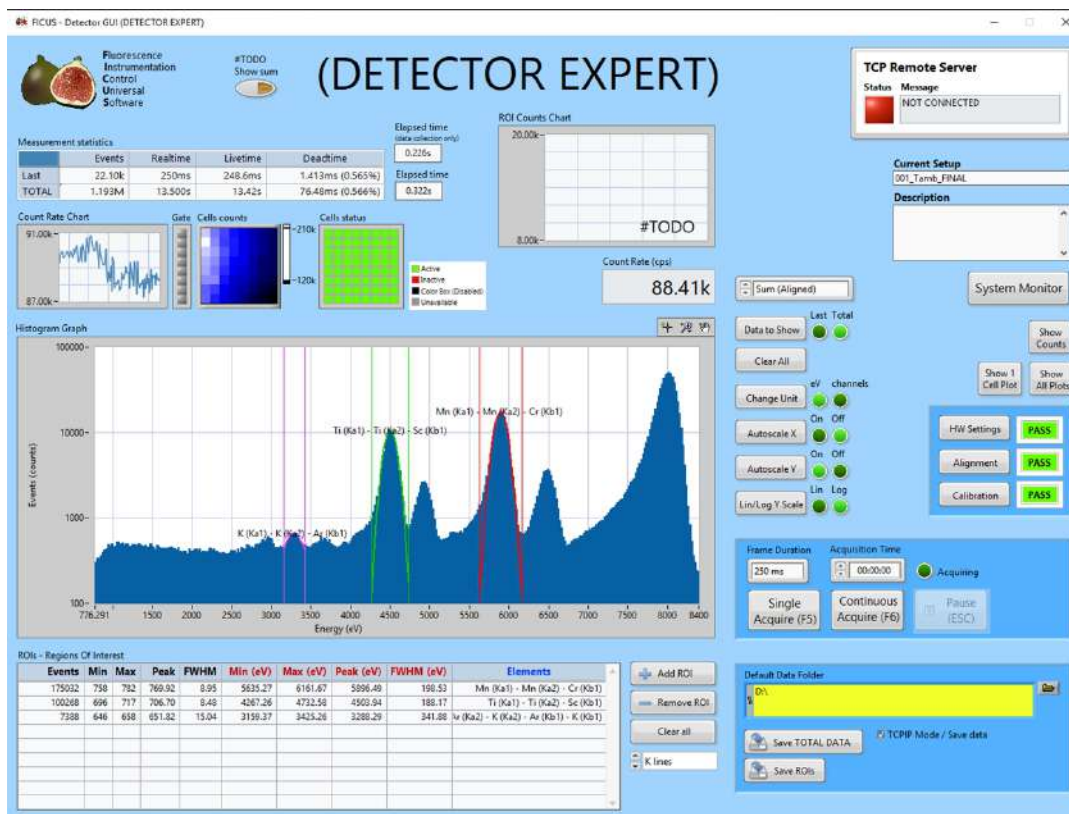 FICUS - Detector GUI (DETECTOR EXPERT)
Fluorescence
Instrumentation
Control
Universal
Software
#TODO
Show sum
(DETECTOR EXPERT)
TCP Remote Server
Status Message
NOT CONNECTED
Measurement statistics
Events Realtime Livetime Deadtime
Last 22.10k 250ms 248.6ms 1.413ms (0.565%)
TOTAL 1.193M 13.500s 13.42s 76.48ms (0.566%)
Elapsed time
(data collection only)
0.226s
Elapsed time
0.322s
ROI Counts Chart
20.00k
8.00k
#TODO
Current Setup
001_Tamb_FINAL
Description
Count Rate Chart
91.00k
87.00k
Gate
Cells counts
210k
120k
Cells status
Active
Inactive
Color Box (Disabled)
Unavailable
Count Rate (cps)
88.41k
Sum (Aligned)
System Monitor
Data to Show
Last Total
Show Counts
Clear All
Show 1 Cell Plot
Show All Plots
Change Unit
eV channels
Autoscale X
On Off
Autoscale Y
On Off
Lin/Log Y Scale
Lin Log
HW Settings PASS
Alignment PASS
Calibration PASS
Histogram Graph
100000
10000
1000
100
Events (counts)
Mn (Ka1) - Mn (Ka2) - Cr (Kb1)
Ti (Ka1) - Ti (Ka2) - Sc (Kb1)
K (Ka1) - K (Ka2) - Ar (Kb1)
776.291 1500 2000 2500 3000 3500 4000 4500 5000 5500 6000 6500 7000 7500 8000 8400
Energy (eV)
Frame Duration
250 ms
Acquisition Time
00:00:00
Acquiring
Single
Acquire (F5)
Continuous
Acquire (F6)
Pause
(ESC)
ROIs - Regions Of Interest
Events Min Max Peak FWHM Min (eV) Max (eV) Peak (eV) FWHM (eV) Elements
175032 758 782 769.92 8.95 5635.27 6161.67 5896.49 198.53 Mn (Ka1) - Mn (Ka2) - Cr (Kb1)
100268 696 717 706.70 8.48 4267.26 4732.58 4503.94 188.17 Ti (Ka1) - Ti (Ka2) - Sc (Kb1)
7388 646 658 651.82 15.04 3159.37 3425.26 3288.29 341.88 Ar (Ka2) - K (Ka2) - Ar (Kb1) - K (Kb1)
Add ROI
Remove ROI
Clear all
K lines
Default Data Folder
D:\
Save TOTAL DATA
TCPIP Mode / Save data
Save ROIs